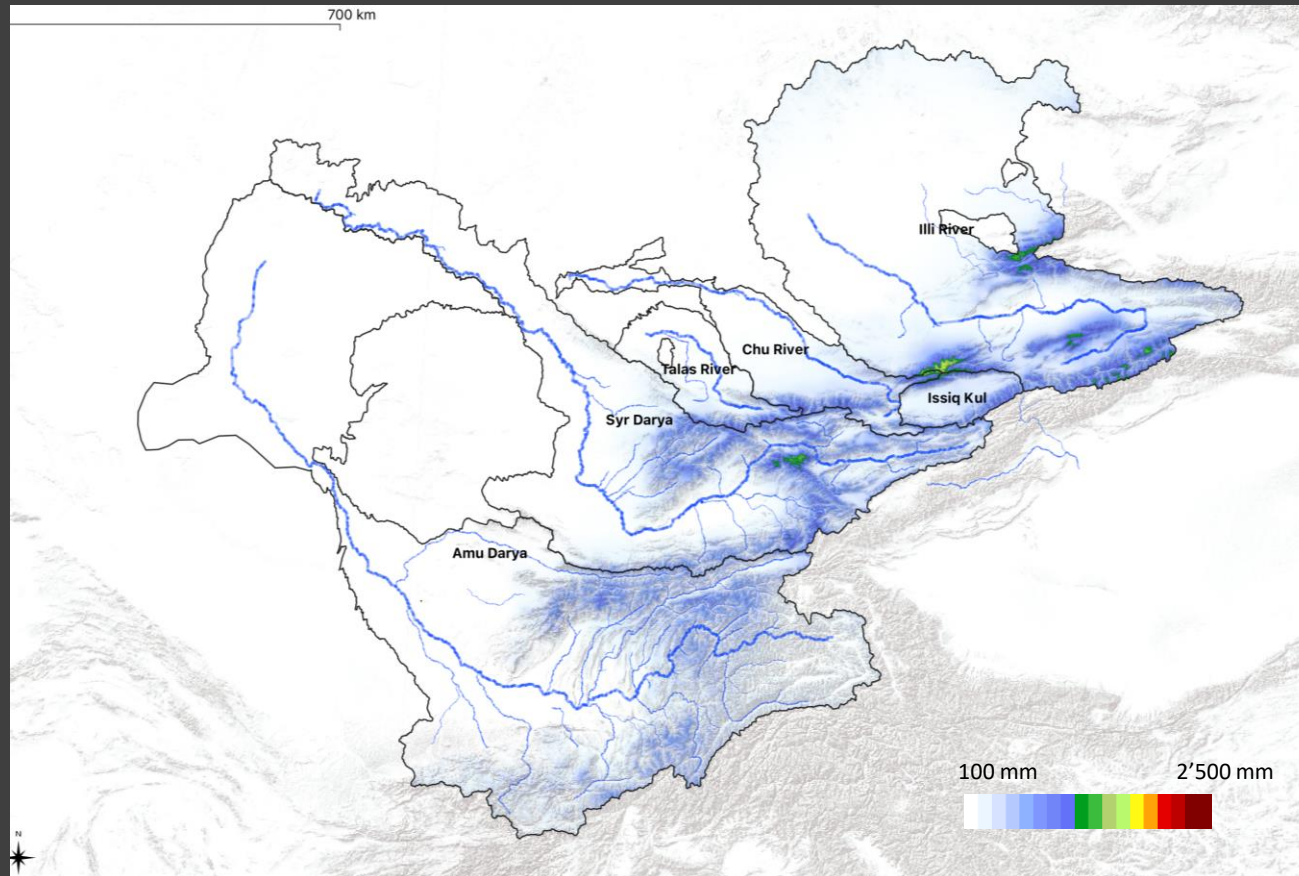 700 km
Illi River
Chu River
Talas River
Issiq Kul
Syr Darya
Amu Darya
100 mm 2’500 mm
N